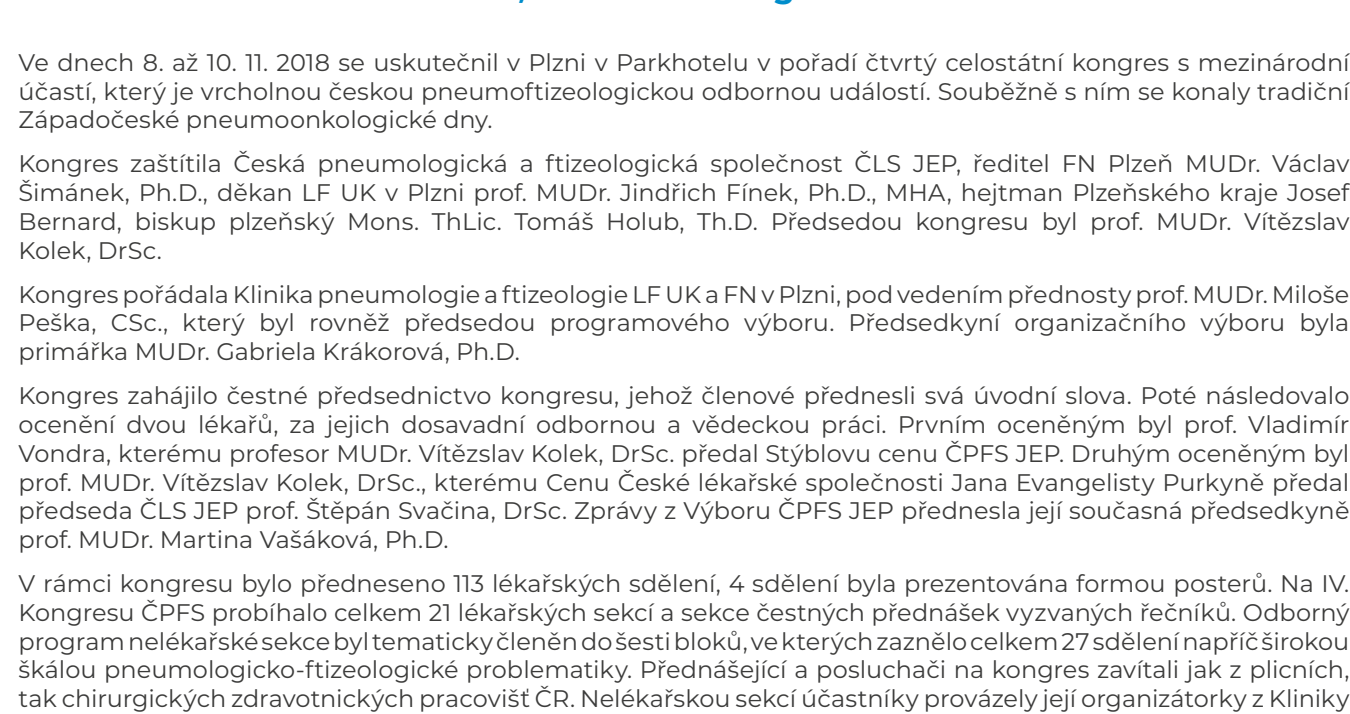 Ve dnech 8. až 10. 11. 2018 se uskutečnil v Plzni v Parkhotelu v pořadí čtvrtý celostátní kongres s mezinárodní
účastí, který je vrcholnou českou pneumoftizeologickou odbornou událostí. Souběžně s ním se konaly tradiční
Západočeské pneumoonkologické dny.
Kongres zaštítila Česká pneumologická a ftizeologická společnost ČLS JEP, ředitel FN Plzeň MUDr. Václav
Šimánek, Ph.D., děkan LF UK v Plzni prof. MUDr. Jindřich Fínek, Ph.D., MHA, hejtman Plzeňského kraje Josef
Bernard, biskup plzeňský Mons. ThLic. Tomáš Holub, Th.D. Předsedou kongresu byl prof. MUDr. Vítězslav
Kolek, DrSc.
Kongres pořádala Klinika pneumologie a ftizeologie LF UK a FN v Plzni, pod vedením přednosty prof. MUDr. Miloše
Peška, CSc., který byl rovněž předsedou programového výboru. Předsedkyní organizačního výboru byla
primářka MUDr. Gabriela Krákorová, Ph.D.
Kongres zahájilo čestné předsednictvo kongresu, jehož členové přednesli svá úvodní slova. Poté následovalo
ocenění dvou lékařů, za jejich dosavadní odbornou a vědeckou práci. Prvním oceněným byl prof. Vladimír
Vondra, kterému profesor MUDr. Vítězslav Kolek, DrSc. předal Stýblovu cenu ČPFS JEP. Druhým oceněným byl
prof. MUDr. Vítězslav Kolek, DrSc., kterému Cenu České lékařské společnosti Jana Evangelisty Purkyně předal
předseda ČLS JEP prof. Štěpán Svačina, DrSc. Zprávy z Výboru ČPFS JEP přednesla její současná předsedkyně
prof. MUDr. Martina Vašáková, Ph.D.
V rámci kongresu bylo předneseno 113 lékařských sdělení, 4 sdělení byla prezentována formou posterů. Na IV.
Kongresu ČPFS probíhalo celkem 21 lékařských sekcí a sekce čestných přednášek vyzvaných řečníků. Odborný
program nelékařské sekce byl tematicky členěn do šesti bloků, ve kterých zaznělo celkem 27 sdělení napříč širokou
škálou pneumologicko-ftizeologické problematiky. Přednášející a posluchači na kongres zavítali jak z plicních,
tak chirurgických zdravotnických pracovišť ČR. Nelékařskou sekcí účastníky provázely její organizátorky z Kliniky